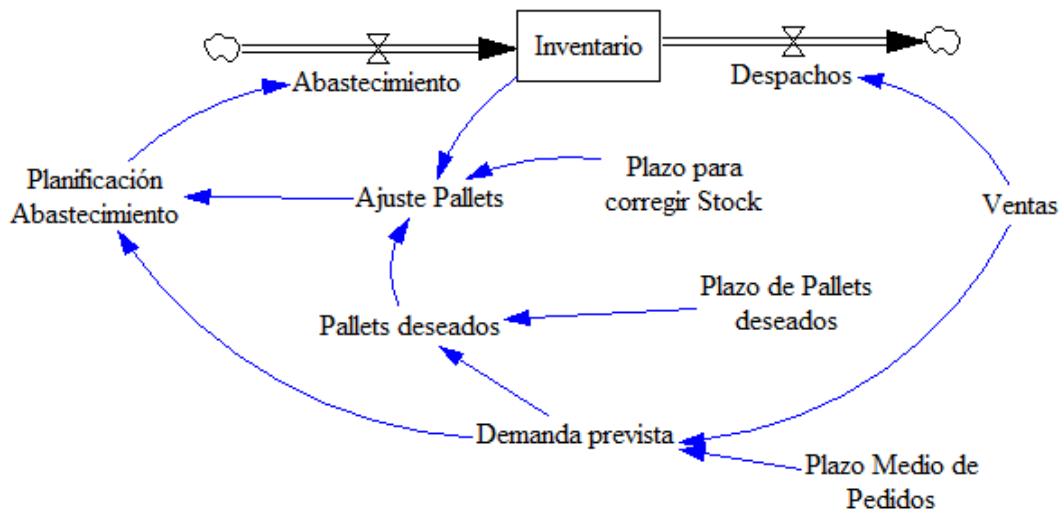 Inventario
Abastecimiento
Despachos
Planificación
Abastecimiento
Ajuste Pallets
Plazo para
corregir Stock
Ventas
Plazo de Pallets
deseados
Pallets deseados
Demanda prevista
Plazo Medio de
Pedidos